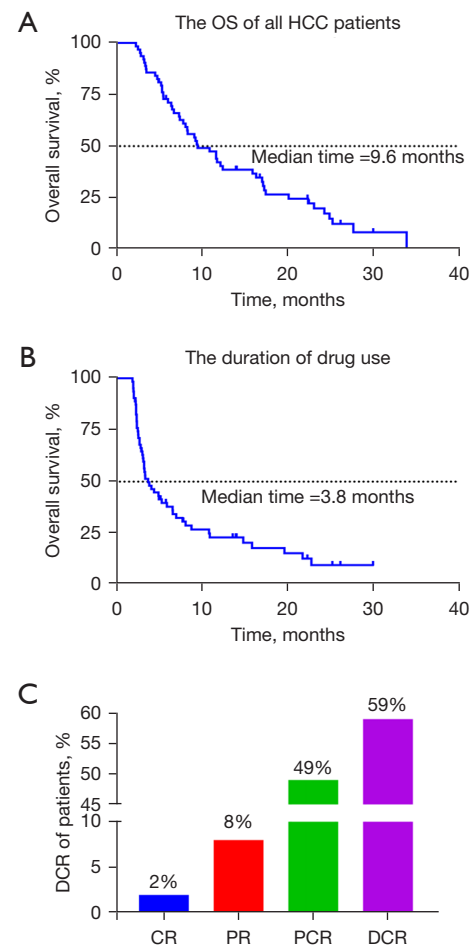 A
The OS of all HCC patients
Overall survival, %
100
75
50
25
0
Median time =9.6 months
0 10 20 30 40
Time, months
B
The duration of drug use
Overall survival, %
100
75
50
25
0
Median time =3.8 months
0 10 20 30 40
Time, months
C
DCR of patients, %
60
55
50
45
10
5
0
2%
8%
49%
59%
CR PR PCR DCR